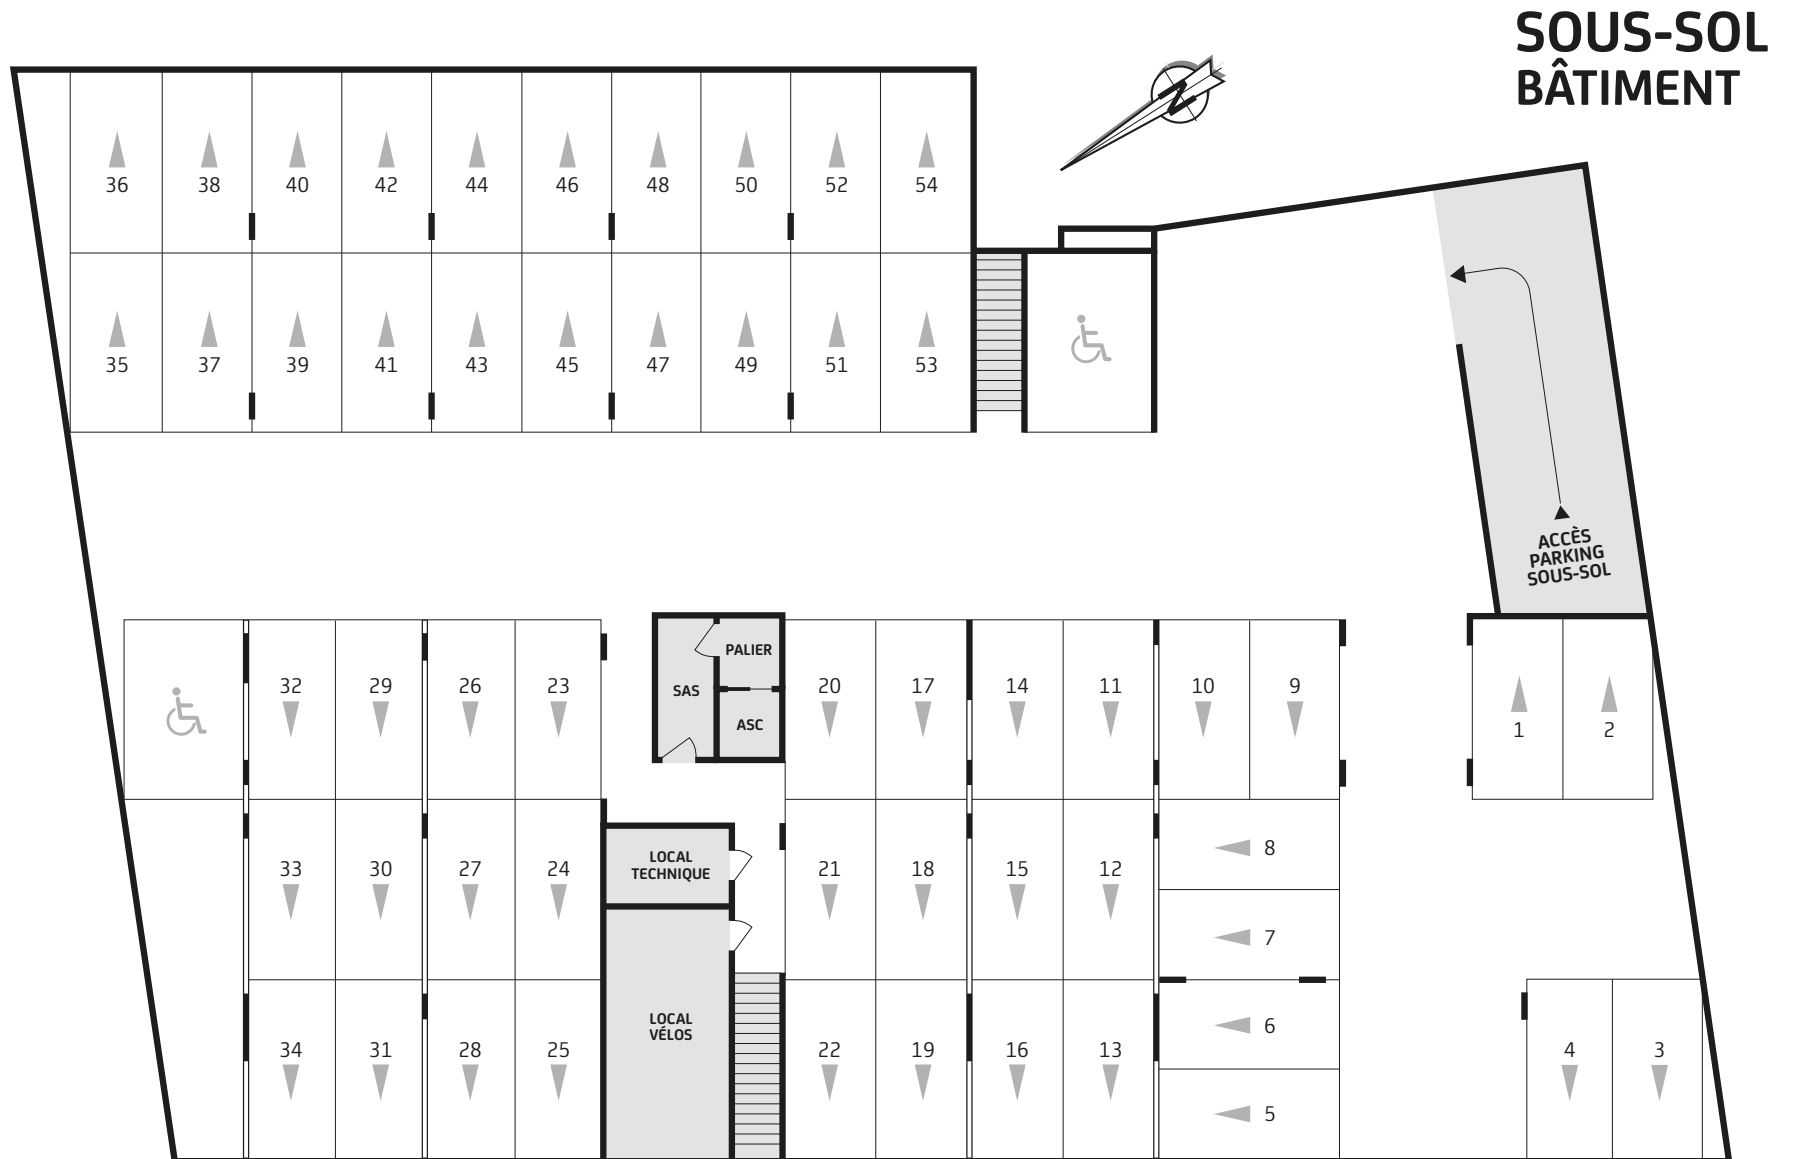 SOUS-SOL
BÂTIMENT
N
36 38 40 42 44 46 48 50 52 54
35 37 39 41 43 45 47 49 51 53
ACCÈS
PARKING
SOUS-SOL
PALIER
SAS
ASC
32 29 26 23 20 17 14 11 10 9
1 2
33 30 27 24
LOCAL
TECHNIQUE
21 18 15 12
8
7
LOCAL
VÉLOS
6
34 31 28 25 22 19 16 13
5
4 3